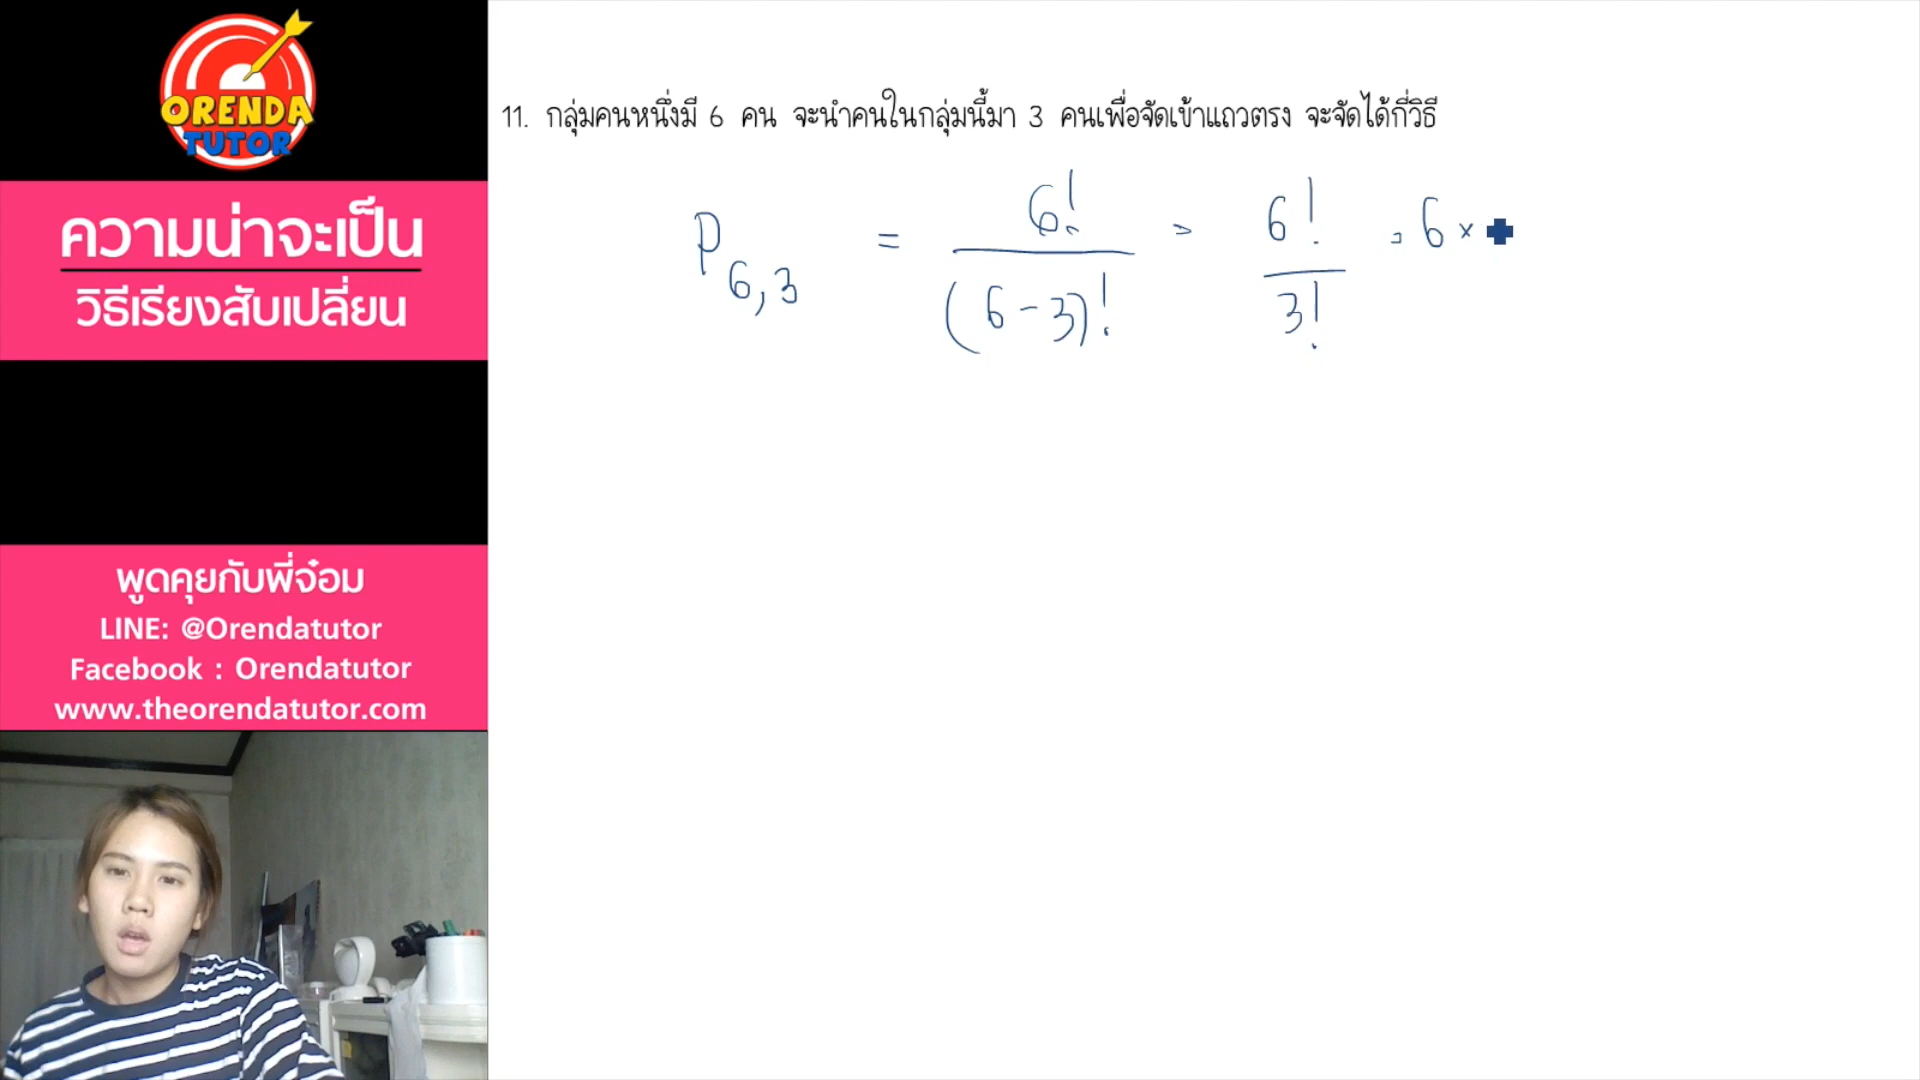 ORENDA
TUTOR
ความน่าจะเป็น
วิธีเรียงสับเปลี่ยน
พูดคุยกับพี่จ๋อม
LINE: @Orendatutor
Facebook : Orendatutor
www.theorendatutor.com
11. กลุ่มคนหนึ่งมี 6 คน จะนำคนในกลุ่มนี้มา 3 คนเพื่อจัดเข้าแถวตรง จะจัดได้กี่วิธี
P 6,3 = 6! / (6-3)! = 6! / 3! = 6 ×